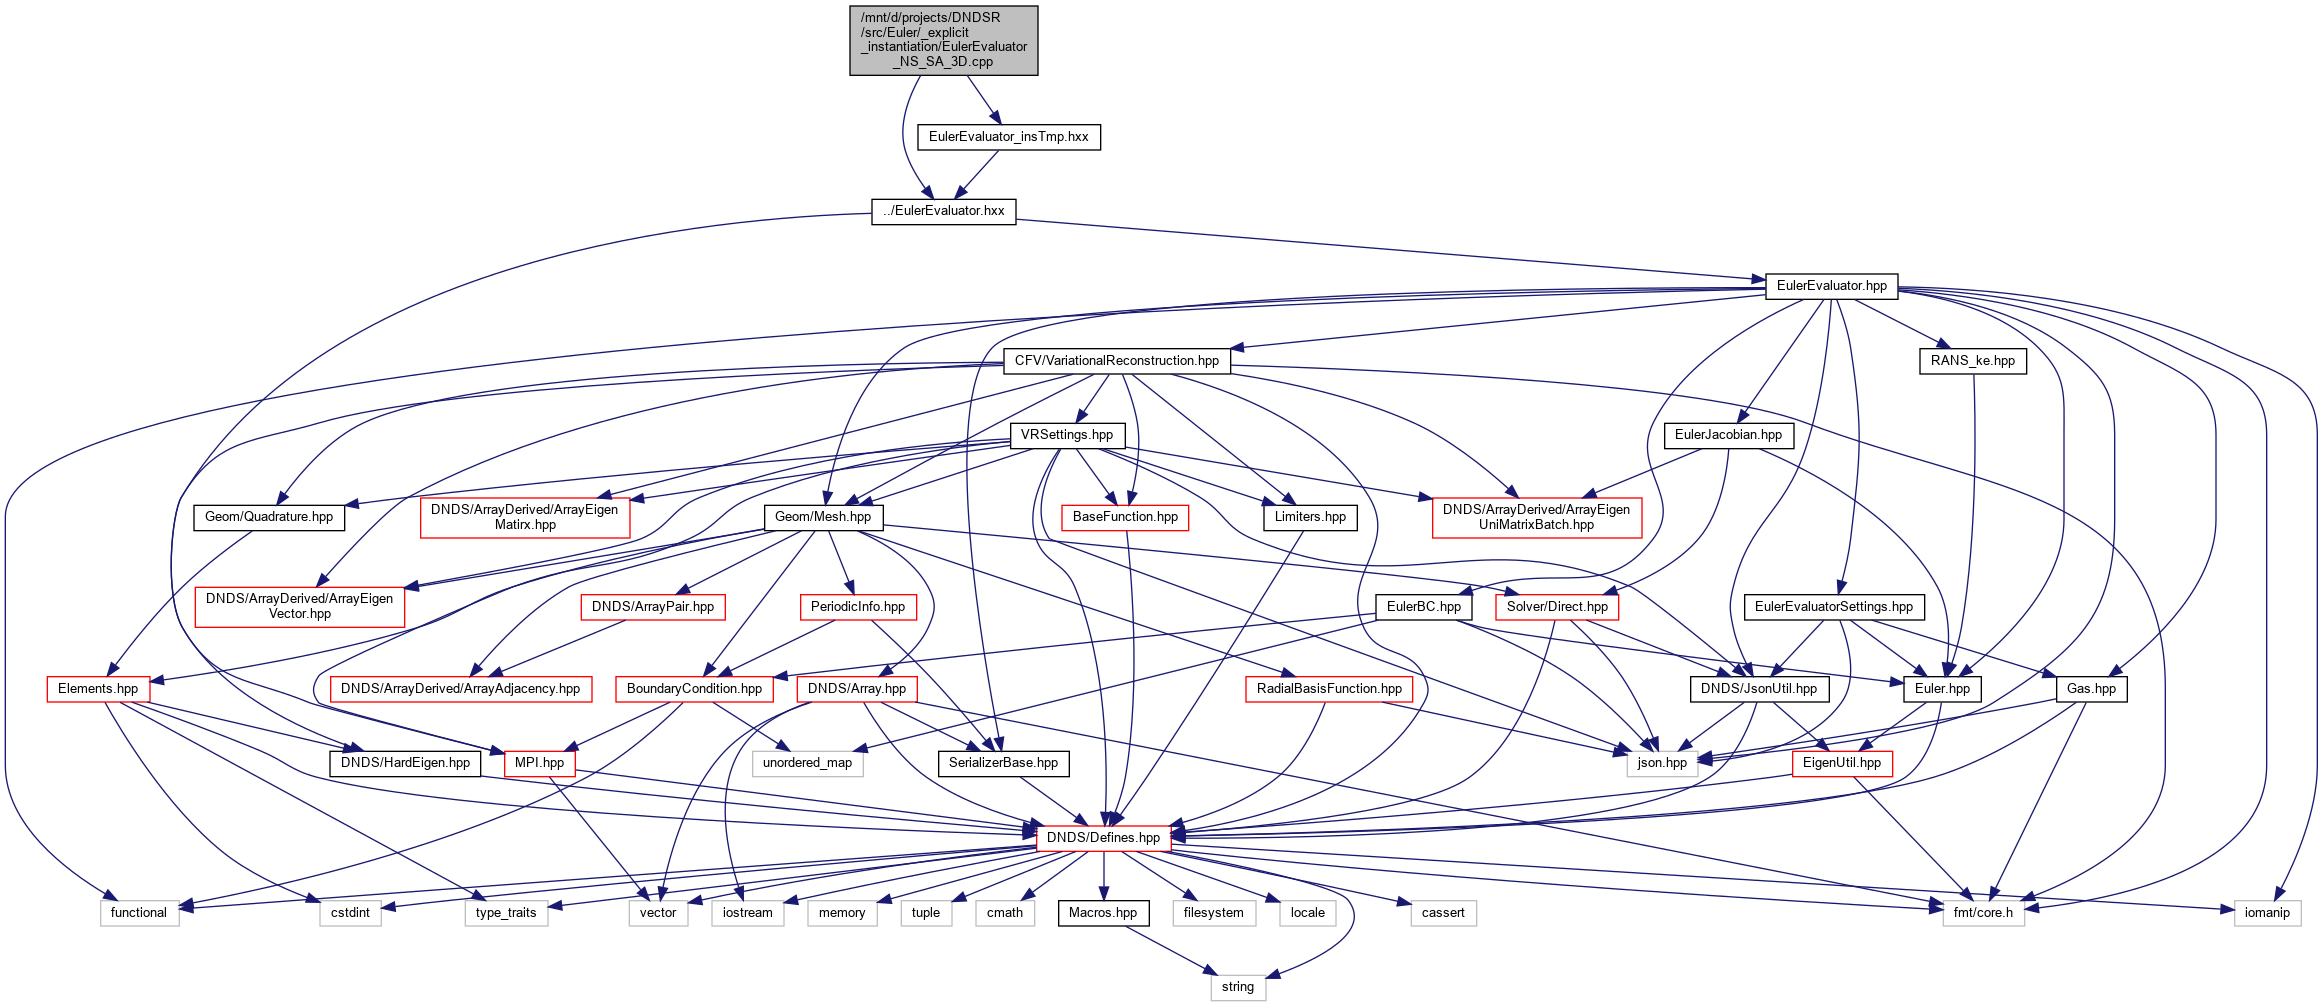 /mnt/d/projects/DNDSR
/src/Euler/_explicit
_instantiation/EulerEvaluator
_NS_SA_3D.cpp
EulerEvaluator_insTmp.hxx
../EulerEvaluator.hxx
EulerEvaluator.hpp
CFV/VariationalReconstruction.hpp
RANS_ke.hpp
VRSettings.hpp
EulerJacobian.hpp
Geom/Quadrature.hpp
DNDS/ArrayDerived/ArrayEigen
Matirx.hpp
Geom/Mesh.hpp
BaseFunction.hpp
Limiters.hpp
DNDS/ArrayDerived/ArrayEigen
UniMatrixBatch.hpp
DNDS/ArrayDerived/ArrayEigen
Vector.hpp
DNDS/ArrayPair.hpp
PeriodicInfo.hpp
EulerBC.hpp
Solver/Direct.hpp
EulerEvaluatorSettings.hpp
Elements.hpp
DNDS/ArrayDerived/ArrayAdjacency.hpp
BoundaryCondition.hpp
DNDS/Array.hpp
RadialBasisFunction.hpp
DNDS/JsonUtil.hpp
Euler.hpp
Gas.hpp
DNDS/HardEigen.hpp
MPI.hpp
unordered_map
SerializerBase.hpp
json.hpp
EigenUtil.hpp
DNDS/Defines.hpp
functional
cstdint
type_traits
vector
iostream
memory
tuple
cmath
Macros.hpp
filesystem
locale
cassert
fmt/core.h
iomanip
string